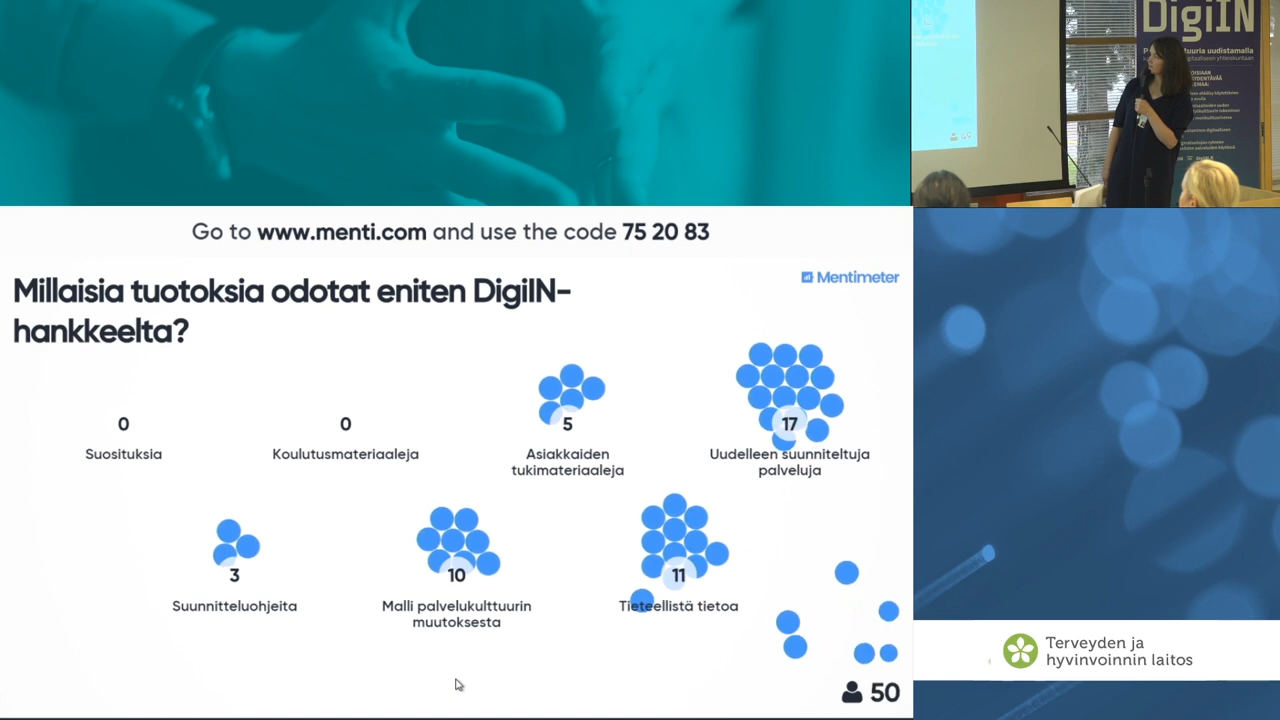 Go to www.menti.com and use the code 75 20 83
Millaisia tuotoksia odotat eniten DigiIN-
hankkeelta?
Mentimeter
0
Suosituksia
0
Koulutusmateriaaleja
5
Asiakkaiden
tukimateriaaleja
17
Uudelleen suunniteltuja
palveluja
3
Suunnitteluohjeita
10
Malli palvelukulttuurin
muutoksesta
11
Tieteellistä tietoa
50
DigiIN
uudistamalla
49
Terveyden ja
hyvinvoinnin laitos